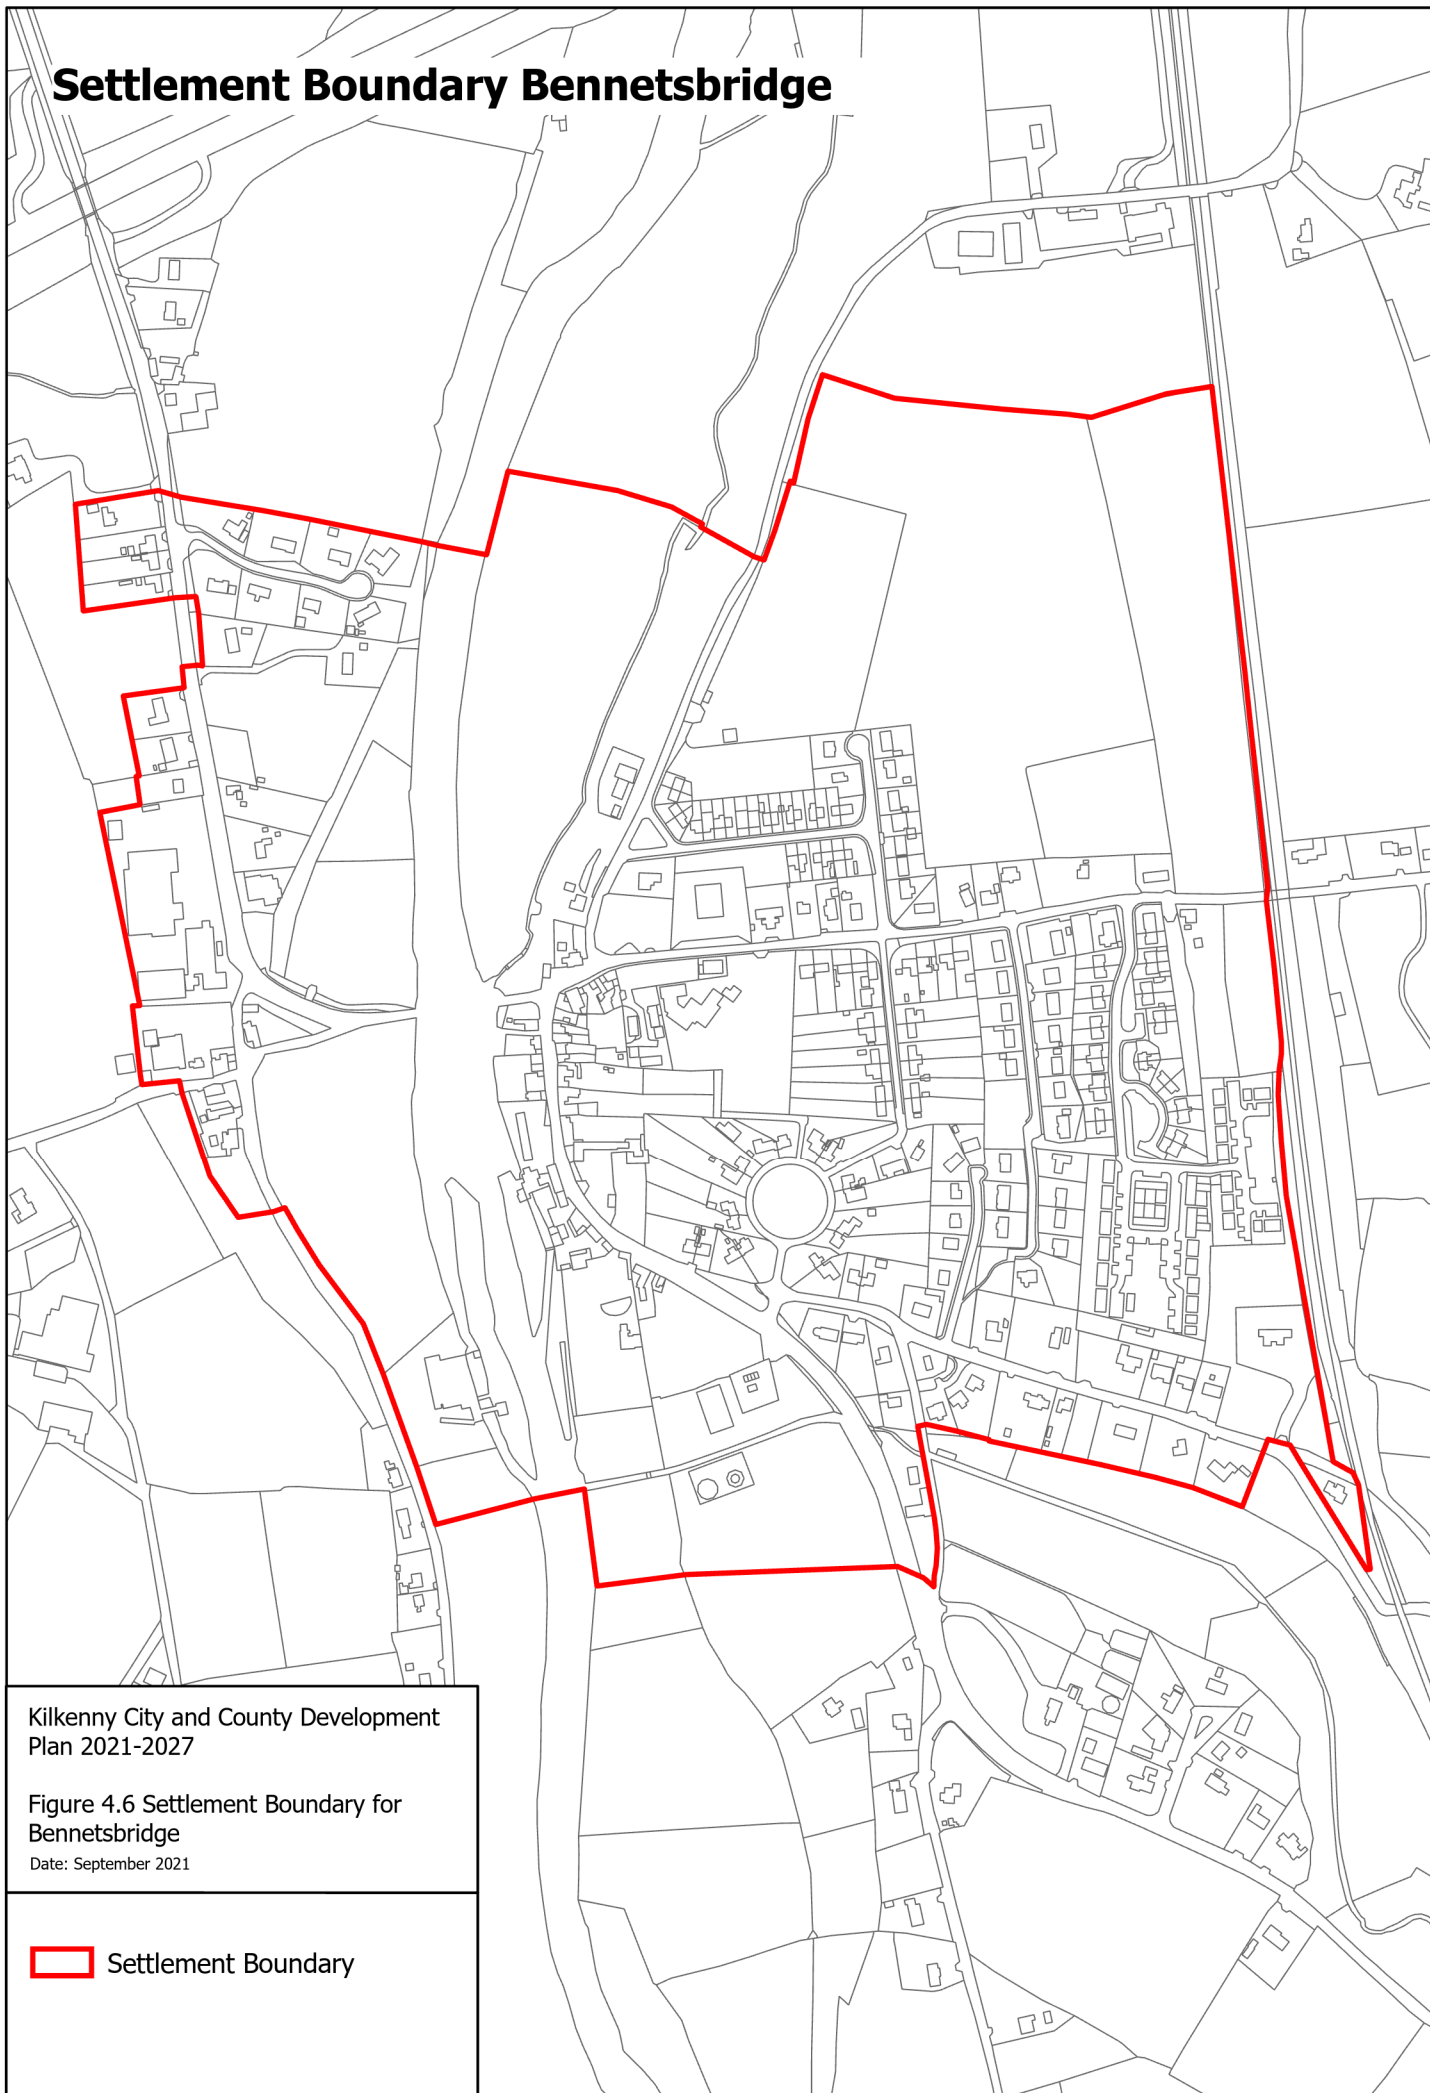 Settlement Boundary Bennetsbridge
Kilkenny City and County Development
Plan 2021-2027
Figure 4.6 Settlement Boundary for
Bennetsbridge
Date: September 2021
Settlement Boundary